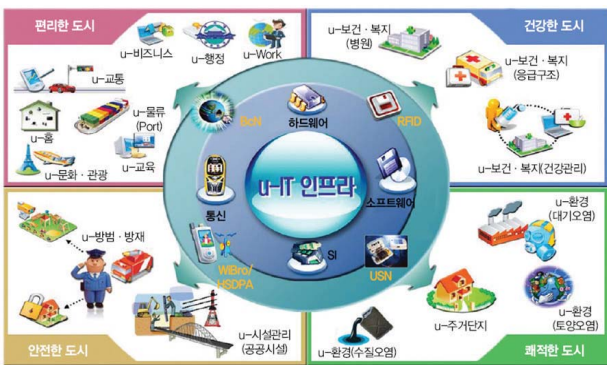 편리한 도시
u-비즈니스
u-행정
u-Work
u-교통
u-홈
u-물류
(Port)
u-교육
u-문화 · 관광
건강한 도시
u-보건 · 복지
(병원)
u-보건 · 복지
(응급구조)
u-보건 · 복지(건강관리)
BcN
하드웨어
RFID
통신
u-IT 인프라
소프트웨어
WiBro/
HSDPA
SI
USN
u-방범 · 방재
u-시설관리
(공공시설)
안전한 도시
u-환경
(대기오염)
u-주거단지
u-환경
(토양오염)
u-환경(수질오염)
쾌적한 도시